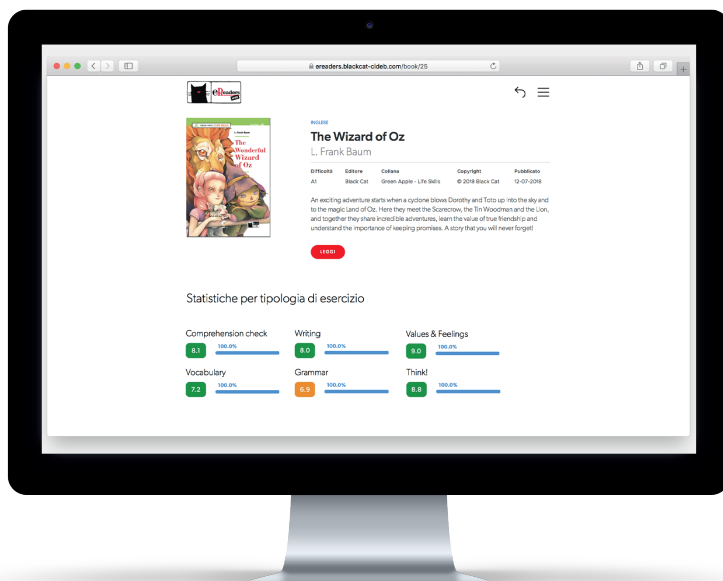 ereaders.blackcat-cideb.com/book/25
eReaders
INGLESE
The Wizard of Oz
L. Frank Baum
Difficoltà Editore Collana Copyright Pubblicato
A1 Black Cat Green Apple - Life Skills © 2018 Black Cat 12-07-2018
An exciting adventure starts when a cyclone blows Dorothy and Toto up into the sky and
to the magic Land of Oz. Here they meet the Scarecrow, the Tin Woodman and the Lion,
and together they share incredible adventures, learn the value of true friendship and
understand the importance of keeping promises. A story that you will never forget!
LEGGI
L. Frank Baum
The
Wonderful
Wizard
of Oz
Statistiche per tipologia di esercizio
Comprehension check Writing Values & Feelings
8.1 100.0% 8.0 100.0% 9.0 100.0%
Vocabulary Grammar Think!
7.2 100.0% 6.9 100.0% 8.8 100.0%